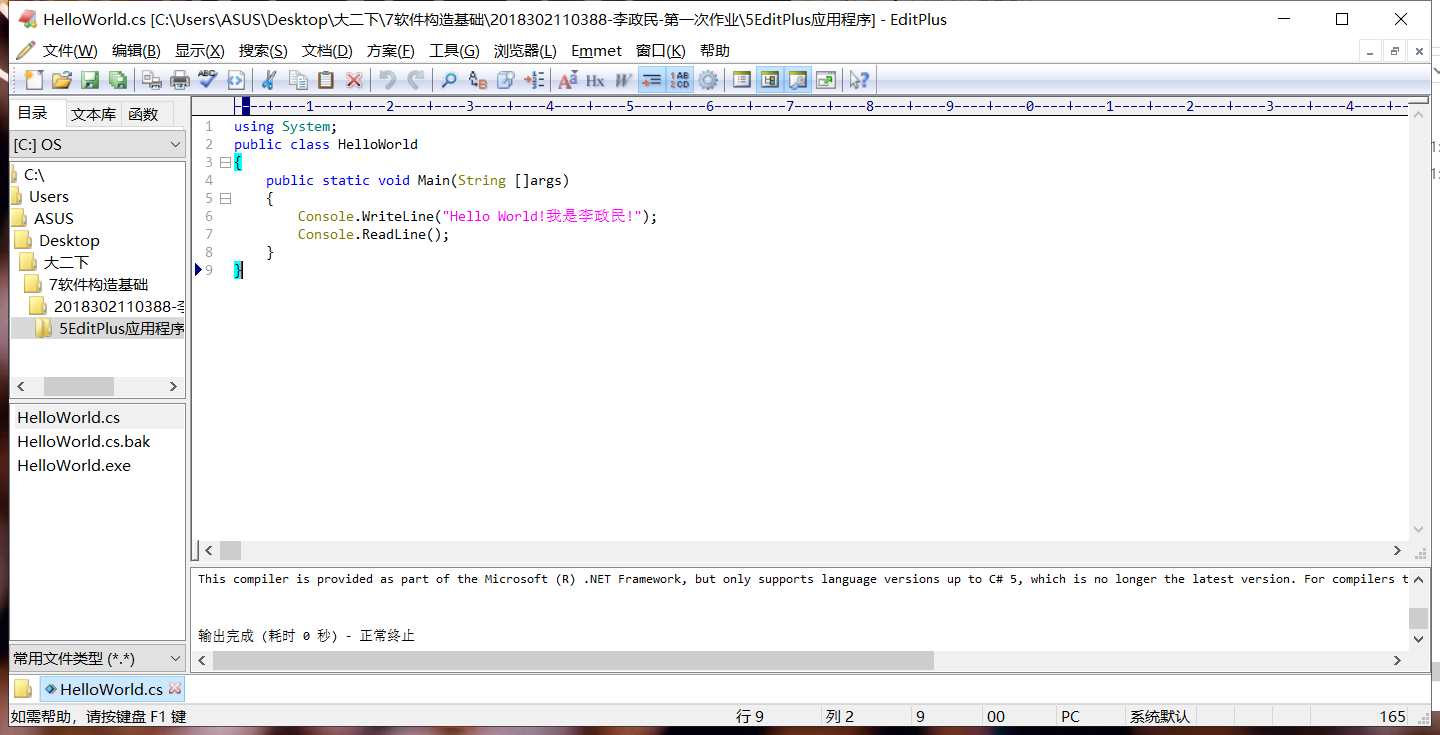 HelloWorld.cs [C:\Users\ASUS\Desktop\大二下\7软件构造基础\2018302110388-李政民-第一次作业\5EditPlus应用程序] - EditPlus
文件(W) 编辑(B) 显示(X) 搜索(S) 文档(D) 方案(F) 工具(G) 浏览器(L) Emmet 窗口(K) 帮助
目录 文本库 函数
[C:] OS
C:\
Users
ASUS
Desktop
大二下
7软件构造基础
2018302110388-李
5EditPlus应用程序
HelloWorld.cs
HelloWorld.cs.bak
HelloWorld.exe
常用文件类型 (*.*)
----+----1----+----2----+----3----+----4----+----5----+----6----+----7----+----8----+----9----+----0----+----1----+----2----+----3----+----4----+--
1 using System;
2 public class HelloWorld
3 {
4 public static void Main(String []args)
5 {
6 Console.WriteLine("Hello World!我是李政民!");
7 Console.ReadLine();
8 }
9 }
This compiler is provided as part of the Microsoft (R) .NET Framework, but only supports language versions up to C# 5, which is no longer the latest version. For compilers t
输出完成 (耗时 0 秒) - 正常终止
HelloWorld.cs
如需帮助，请按键盘 F1 键 行 9 列 2 9 00 PC 系统默认 165